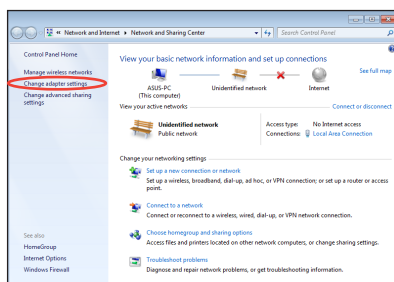 « Network and Internet ▸ Network and Sharing Center
Search Control Panel
Control Panel Home
Manage wireless networks
Change adapter settings
Change advanced sharing
settings
See also
HomeGroup
Internet Options
Windows Firewall
View your basic network information and set up connections
See full map
ASUS-PC
(This computer)
Unidentified network
Internet
View your active networks
Connect or disconnect
Unidentified network
Public network
Access type: No Internet access
Connections: Local Area Connection
Change your networking settings
Set up a new connection or network
Set up a wireless, broadband, dial-up, ad hoc, or VPN connection; or set up a router or access
point.
Connect to a network
Connect or reconnect to a wireless, wired, dial-up, or VPN network connection.
Choose homegroup and sharing options
Access files and printers located on other network computers, or change sharing settings.
Troubleshoot problems
Diagnose and repair network problems, or get troubleshooting information.